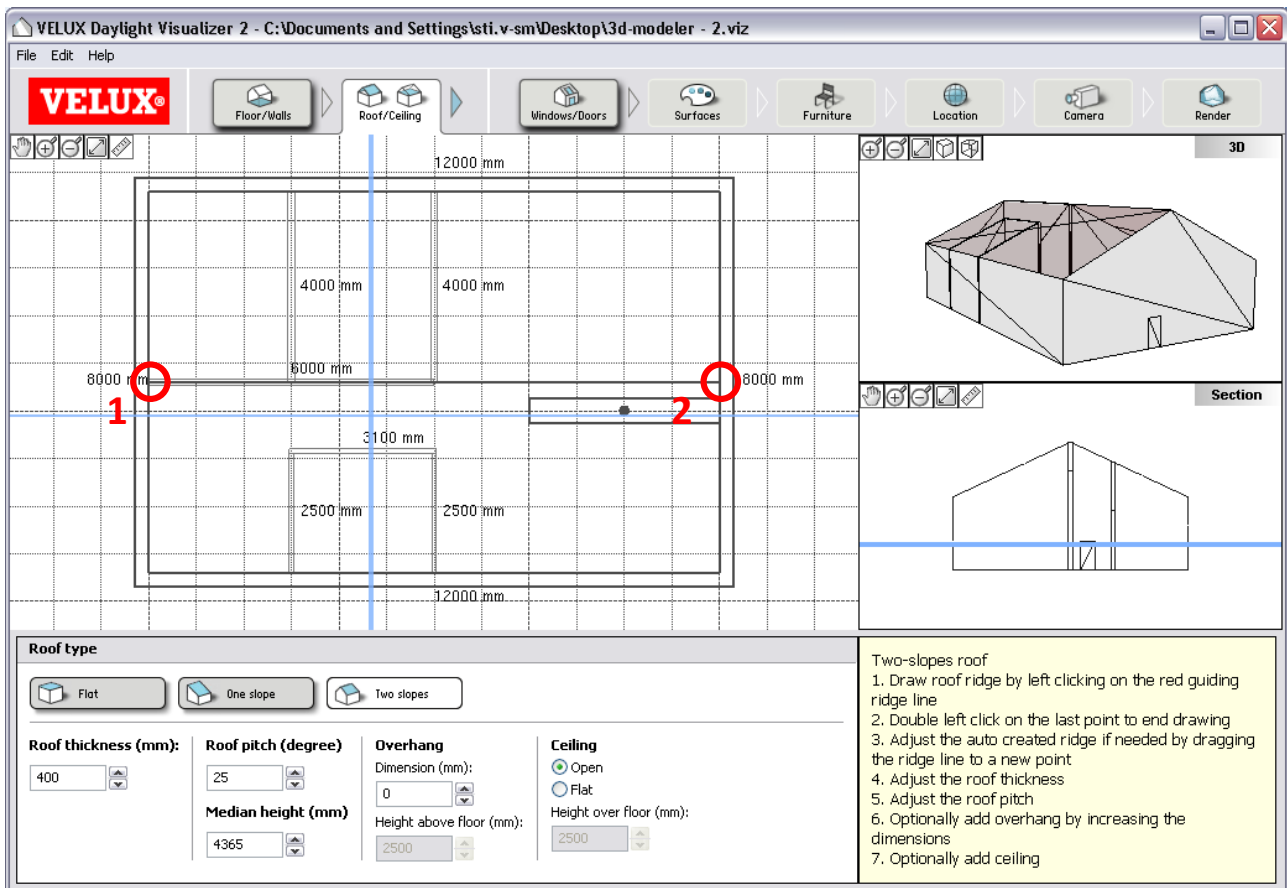 VELUX Daylight Visualizer 2 - C:\Documents and Settings\sti.v-sm\Desktop\3d-modeler - 2.viz
File Edit Help
VELUX®
Floor/Walls
Roof/Ceiling
Windows/Doors
Surfaces
Furniture
Location
Camera
Render
12000 mm
3D
4000 mm
4000 mm
6000 mm
8000 mm
8000 mm
1
2
3100 mm
2500 mm
2500 mm
12000 mm
Section
Roof type
Flat
One slope
Two slopes
Roof thickness (mm):
400
Roof pitch (degree)
25
Median height (mm)
4365
Overhang
Dimension (mm):
0
Height above floor (mm):
2500
Ceiling
Open
Flat
Height over floor (mm):
2500
Two-slopes roof
1. Draw roof ridge by left clicking on the red guiding
ridge line
2. Double left click on the last point to end drawing
3. Adjust the auto created ridge if needed by dragging
the ridge line to a new point
4. Adjust the roof thickness
5. Adjust the roof pitch
6. Optionally add overhang by increasing the
dimensions
7. Optionally add ceiling